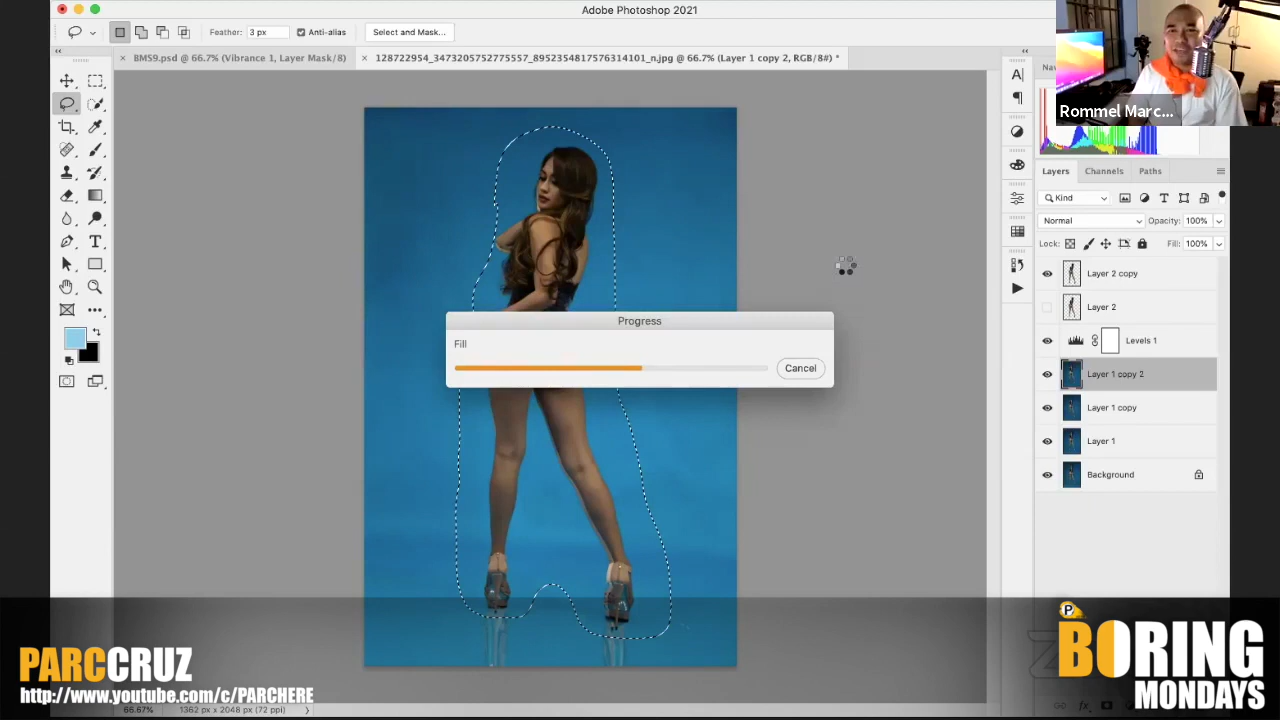 Adobe Photoshop 2021
Feather: 3 px Anti-alias Select and Mask...
BMS9.psd @ 66.7% (Vibrance 1, Layer Mask/8)
128722954_3473205752775557_8952354817576314101_n.jpg @ 66.7% (Layer 1 copy 2, RGB/8#) *
Rommel Marc...
Layers Channels Paths
Kind
Normal Opacity: 100%
Lock: Fill: 100%
Layer 2 copy
Layer 2
Levels 1
Layer 1 copy 2
Layer 1 copy
Layer 1
Background
Progress
Fill
Cancel
PARCCRUZ
http://www.youtube.com/c/PARCHERE
P
BORING
MONDAYS
66.67% 1362 px x 2048 px (72 ppi)